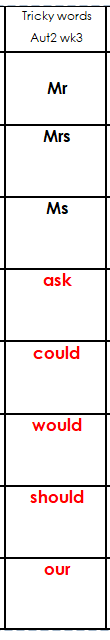 Tricky words
Aut2 wk3
Mr
Mrs
Ms
ask
could
would
should
our